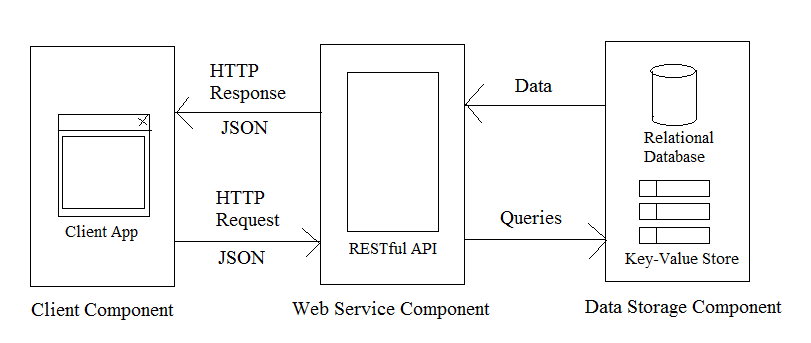 HTTP
Response
JSON
Data
Relational
Database
Client App
HTTP
Request
JSON
RESTful API
Queries
Key-Value Store
Client Component
Web Service Component
Data Storage Component